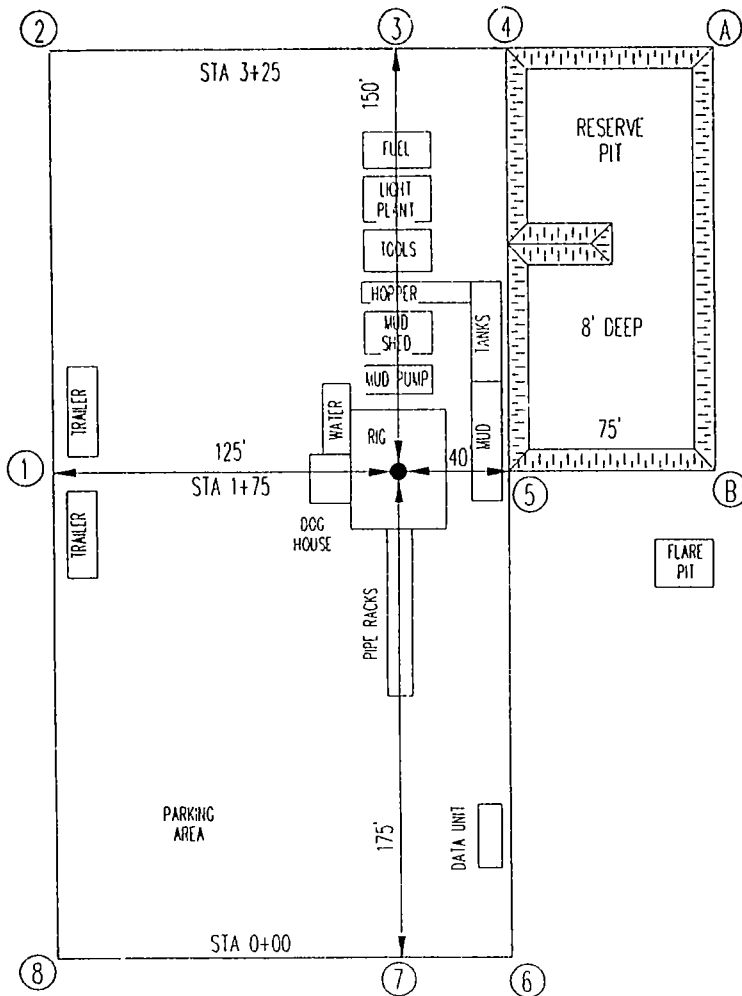 2
3
4
A
STA 3+25
150'
FUEL
RESERVE
PIT
LIGHT
PLANT
TOOLS
HOPPER
MUD
SHED
TANKS
8' DEEP
MUD PUMP
TRAILER
WATER
RIG
MUD
75'
1
125'
40'
STA 1+75
5
B
TRAILER
DOG
HOUSE
FLARE
PIT
PIPE RACKS
PARKING
AREA
175'
DATA UNIT
STA 0+00
8
7
6